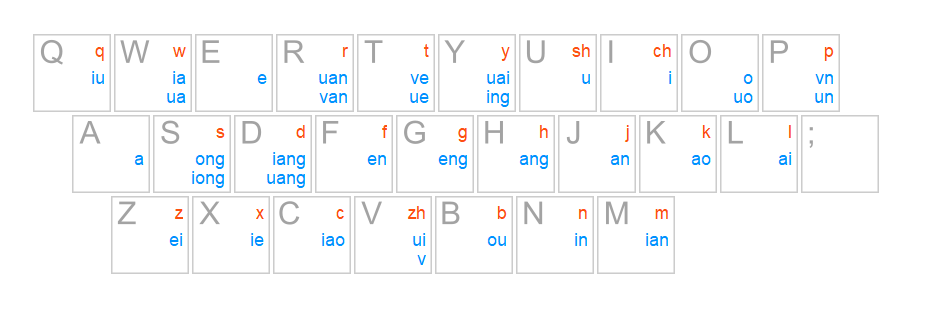 Q q W w E R r T t Y y U sh I ch O P p
iu ia e uan ve uai u i o vn
ua van ue ing uo un
A S s D d F f G g H h J j K k L l ;
a ong iang en eng ang an ao ai
iong uang
Z z X x C c V zh B b N n M m
ei ie iao ui ou in ian
v